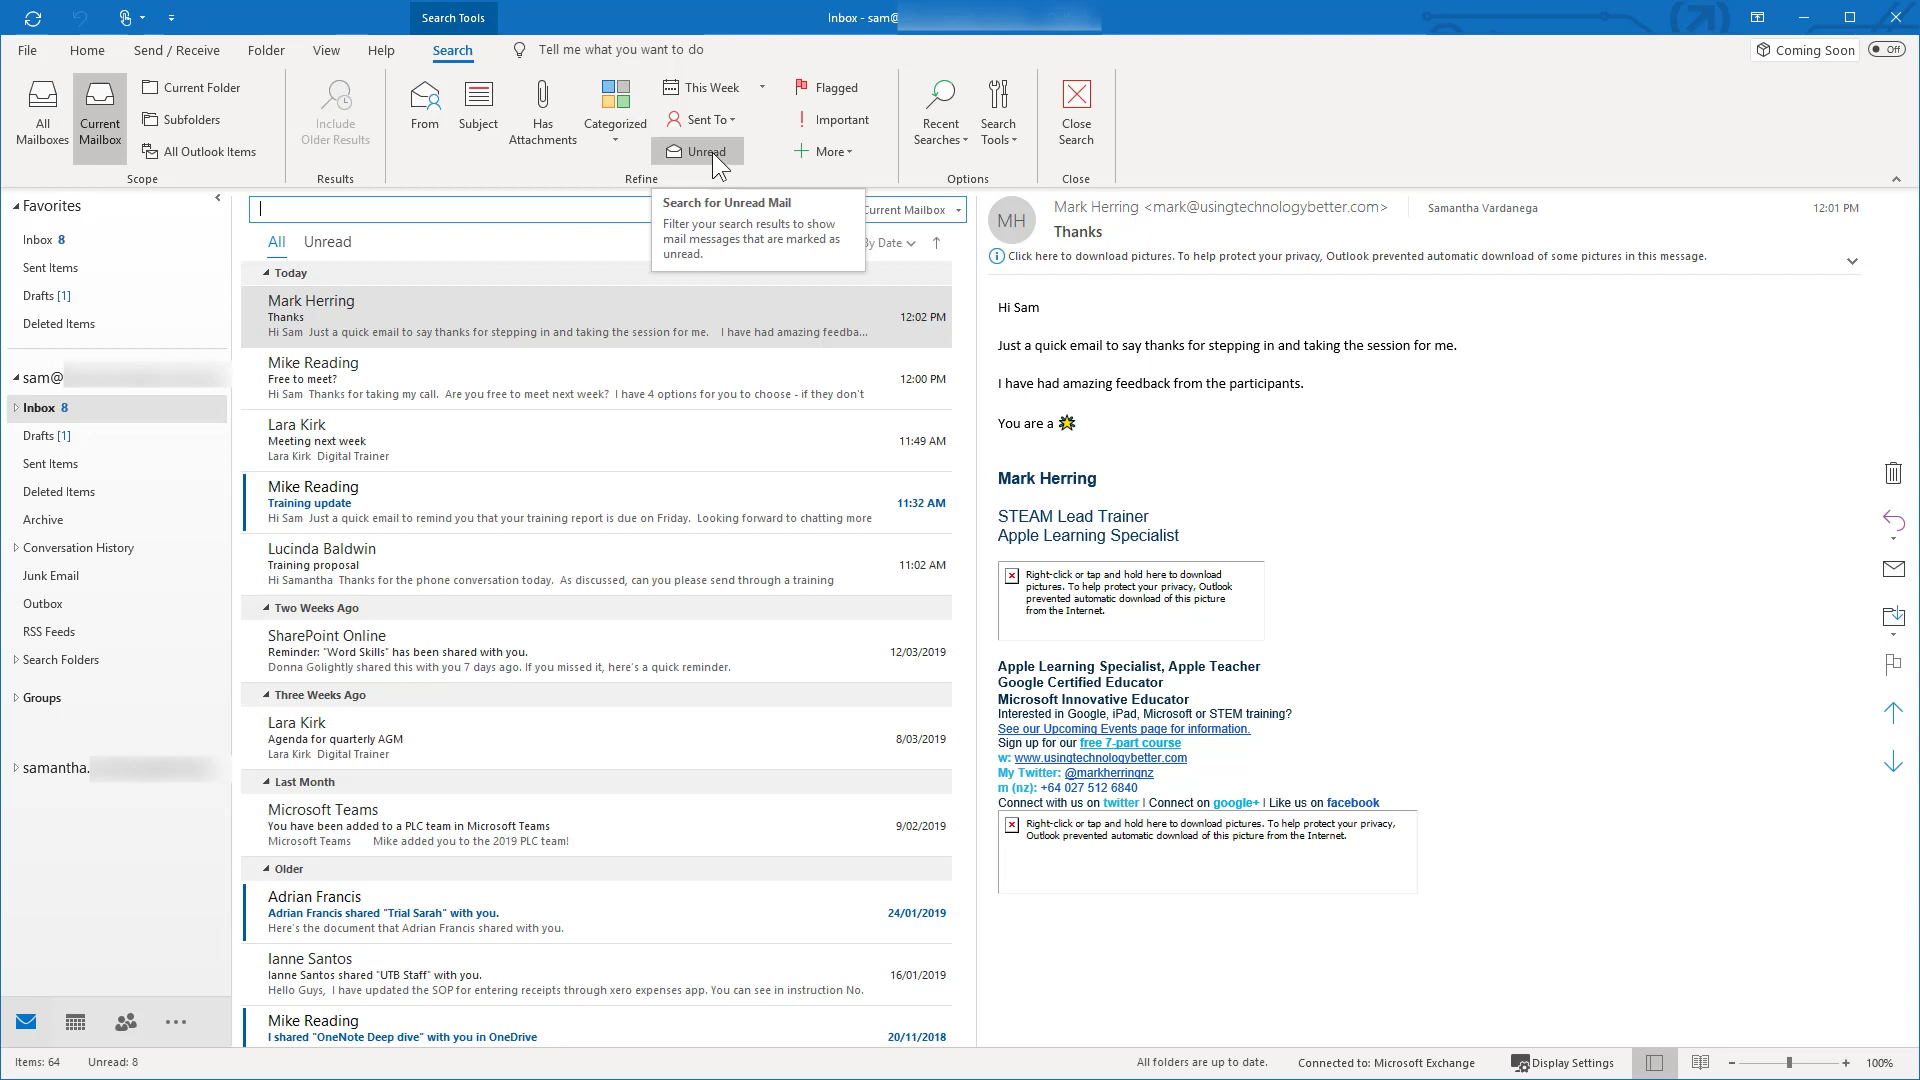 Search Tools
Inbox - sam@
File Home Send / Receive Folder View Help Search Tell me what you want to do
Coming Soon Off
All Mailboxes
Current Mailbox
Current Folder
Subfolders
All Outlook Items
Scope
Include Older Results
Results
From
Subject
Has Attachments
Categorized
This Week
Sent To
Unread
Flagged
Important
More
Refine
Recent Searches
Search Tools
Options
Close Search
Close
Search for Unread Mail
Filter your search results to show
mail messages that are marked as
unread.
Favorites
Inbox 8
Sent Items
Drafts [1]
Deleted Items
sam@
Inbox 8
Drafts [1]
Sent Items
Deleted Items
Archive
Conversation History
Junk Email
Outbox
RSS Feeds
Search Folders
Groups
samantha.
Current Mailbox
All Unread
By Date
Today
Mark Herring
Thanks 12:02 PM
Hi Sam Just a quick email to say thanks for stepping in and taking the session for me. I have had amazing feedba...
Mike Reading
Free to meet? 12:00 PM
Hi Sam Thanks for taking my call. Are you free to meet next week? I have 4 options for you to choose - if they don't
Lara Kirk
Meeting next week 11:49 AM
Lara Kirk Digital Trainer
Mike Reading
Training update 11:32 AM
Hi Sam Just a quick email to remind you that your training report is due on Friday. Looking forward to chatting more
Lucinda Baldwin
Training proposal 11:02 AM
Hi Samantha Thanks for the phone conversation today. As discussed, can you please send through a training
Two Weeks Ago
SharePoint Online
Reminder: "Word Skills" has been shared with you. 12/03/2019
Donna Golightly shared this with you 7 days ago. If you missed it, here's a quick reminder.
Three Weeks Ago
Lara Kirk
Agenda for quarterly AGM 8/03/2019
Lara Kirk Digital Trainer
Last Month
Microsoft Teams
You have been added to a PLC team in Microsoft Teams 9/02/2019
Microsoft Teams Mike added you to the 2019 PLC team!
Older
Adrian Francis
Adrian Francis shared "Trial Sarah" with you. 24/01/2019
Here's the document that Adrian Francis shared with you.
Ianne Santos
Ianne Santos shared "UTB Staff" with you. 16/01/2019
Hello Guys, I have updated the SOP for entering receipts through xero expenses app. You can see in instruction No.
Mike Reading
I shared "OneNote Deep dive" with you in OneDrive 20/11/2018
MH
Mark Herring <mark@usingtechnologybetter.com> Samantha Vardanega 12:01 PM
Thanks
Click here to download pictures. To help protect your privacy, Outlook prevented automatic download of some pictures in this message.
Hi Sam
Just a quick email to say thanks for stepping in and taking the session for me.
I have had amazing feedback from the participants.
You are a
Mark Herring
STEAM Lead Trainer
Apple Learning Specialist
Right-click or tap and hold here to download
pictures. To help protect your privacy, Outlook
prevented automatic download of this picture
from the Internet.
Apple Learning Specialist, Apple Teacher
Google Certified Educator
Microsoft Innovative Educator
Interested in Google, iPad, Microsoft or STEM training?
See our Upcoming Events page for information.
Sign up for our free 7-part course
w: www.usingtechnologybetter.com
My Twitter: @markherringnz
m (nz): +64 027 512 6840
Connect with us on twitter | Connect on google+ | Like us on facebook
Right-click or tap and hold here to download pictures. To help protect your privacy,
Outlook prevented automatic download of this picture from the Internet.
Items: 64 Unread: 8 All folders are up to date. Connected to: Microsoft Exchange Display Settings 100%